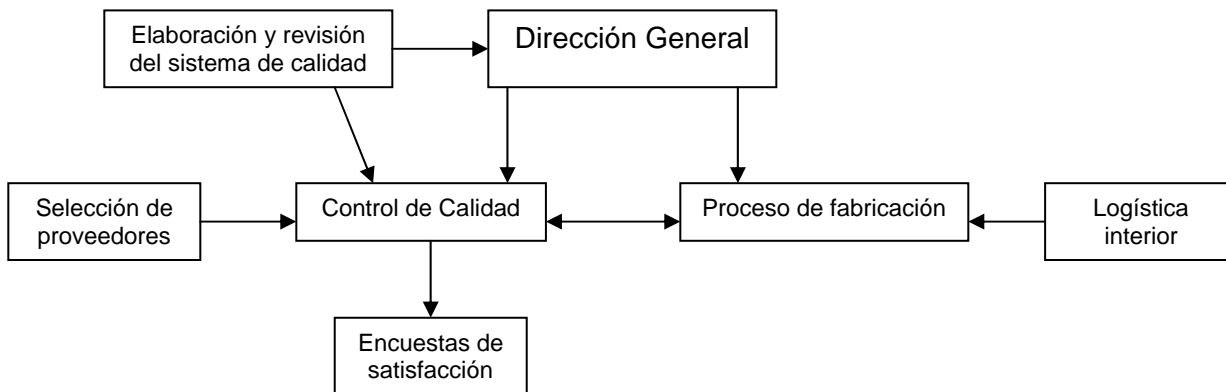 Elaboración y revisión
del sistema de calidad
Dirección General
Selección de
proveedores
Control de Calidad
Proceso de fabricación
Logística
interior
Encuestas de
satisfacción